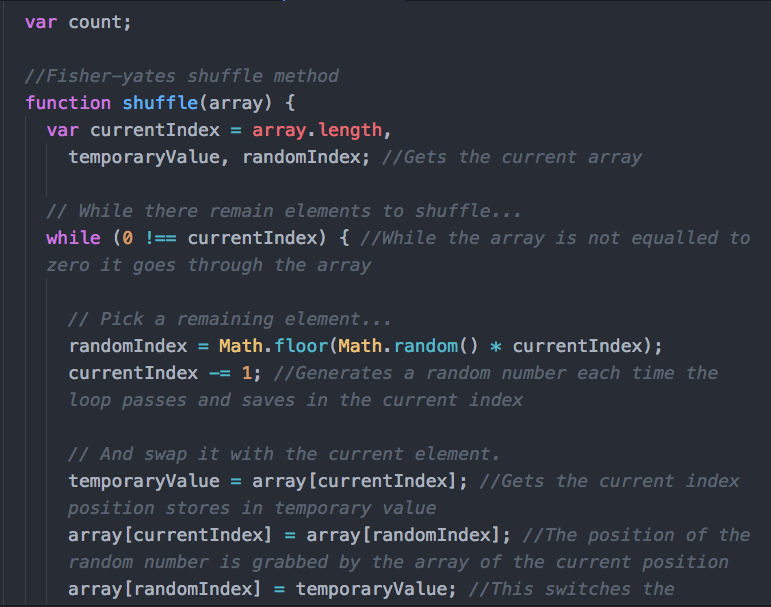 var count;
//Fisher-yates shuffle method
function shuffle(array) {
var currentIndex = array.length,
temporaryValue, randomIndex; //Gets the current array
// While there remain elements to shuffle...
while (0 !== currentIndex) { //While the array is not equalled to
zero it goes through the array
// Pick a remaining element...
randomIndex = Math.floor(Math.random() * currentIndex);
currentIndex -= 1; //Generates a random number each time the
loop passes and saves in the current index
// And swap it with the current element.
temporaryValue = array[currentIndex]; //Gets the current index
position stores in temporary value
array[currentIndex] = array[randomIndex]; //The position of the
random number is grabbed by the array of the current position
array[randomIndex] = temporaryValue; //This switches the